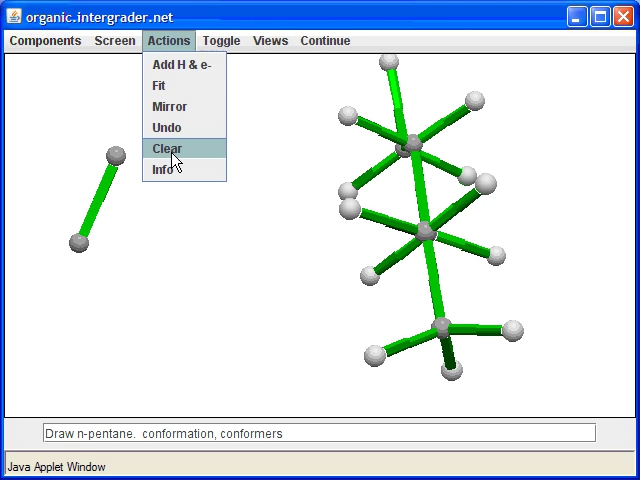 organic.intergrader.net
Components Screen Actions Toggle Views Continue
Add H & e-
Fit
Mirror
Undo
Clear
Info
Draw n-pentane. conformation, conformers
Java Applet Window